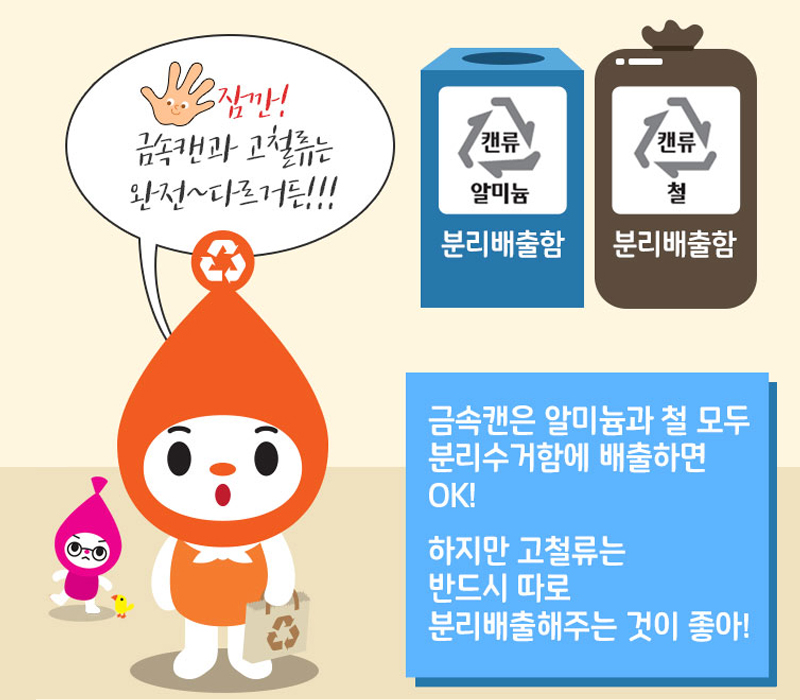 잠깐!
금속캔과 고철류는
완전~다르거든!!!
캔류
알미늄
분리배출함
캔류
철
분리배출함
금속캔은 알미늄과 철 모두
분리수거함에 배출하면
OK!
하지만 고철류는
반드시 따로
분리배출해주는 것이 좋아!